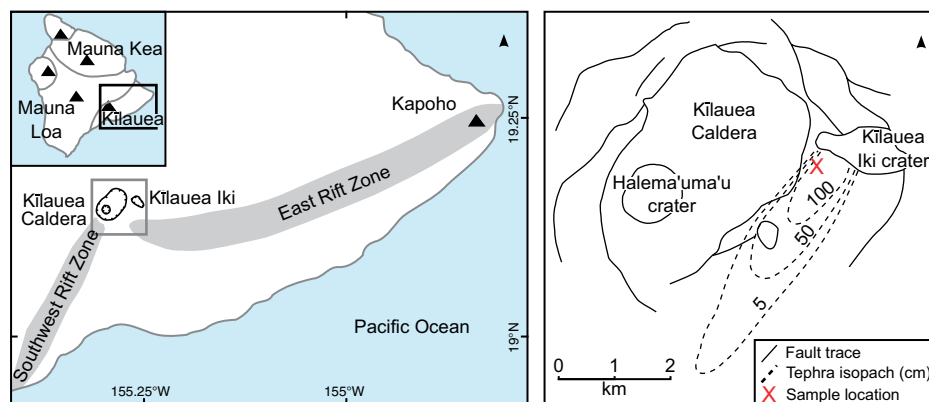 Mauna Kea
Mauna
Loa
Kīlauea
Kapoho
19.25°N
Kīlauea
Caldera
Kīlauea Iki
East Rift Zone
Southwest Rift Zone
Pacific Ocean
19°N
155.25°W
155°W
Kīlauea
Caldera
Kīlauea
Iki crater
Halema'uma'u
crater
100
50
5
0
1
2
km
Fault trace
Tephra isopach (cm)
Sample location